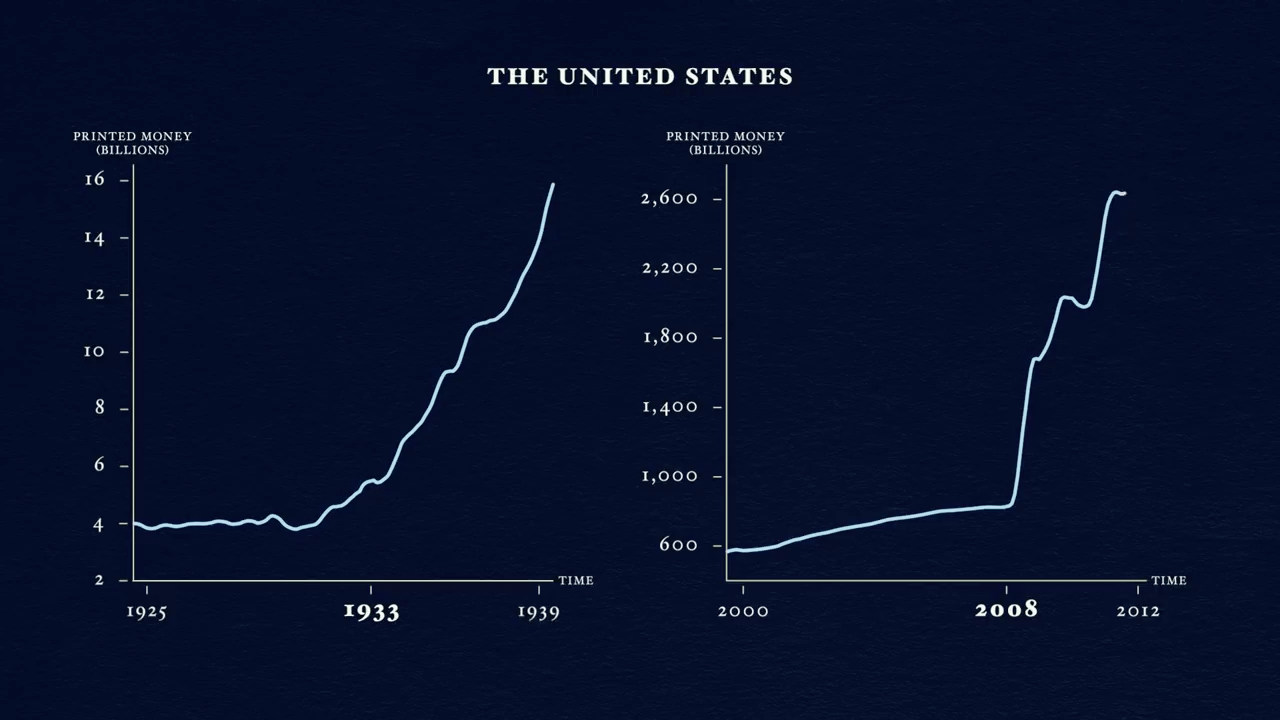 THE UNITED STATES
PRINTED MONEY
(BILLIONS)
16
14
12
10
8
6
4
2
TIME
1925
1933
1939
PRINTED MONEY
(BILLIONS)
2,600
2,200
1,800
1,400
1,000
600
TIME
2000
2008
2012